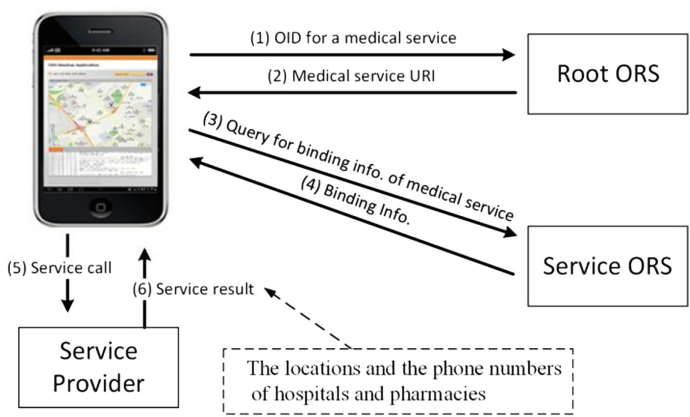 (1) OID for a medical service
(2) Medical service URI
Root ORS
(3) Query for binding info. of medical service
(4) Binding Info.
Service ORS
(5) Service call
(6) Service result
Service
Provider
The locations and the phone numbers
of hospitals and pharmacies